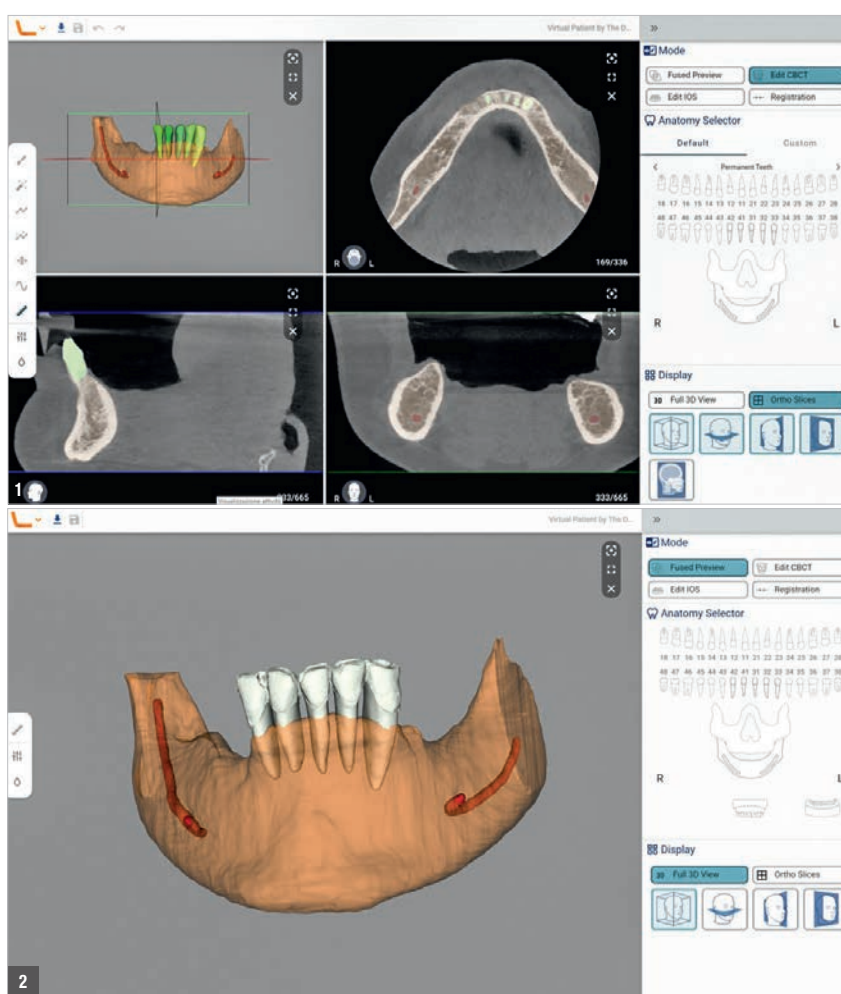 Virtual Patient by The D...
Mode
Fused Preview
Edit CBCT
Edit IOS
Registration
Anatomy Selector
Default
Custom
Permanent Teeth
18 17 16 15 14 13 12 11 21 22 23 24 25 26 27 28
48 47 46 45 44 43 42 41 31 32 33 34 35 36 37 38
R
L
R L
169/336
Display
3D Full 3D View
Ortho Slices
1
333/665
R L
333/665
Virtual Patient by The D...
Mode
Fused Preview
Edit CBCT
Edit IOS
Registration
Anatomy Selector
18 17 16 15 14 13 12 11 21 22 23 24 25 26 27 28
48 47 46 45 44 43 42 41 31 32 33 34 35 36 37 38
R
L
Display
3D Full 3D View
Ortho Slices
2